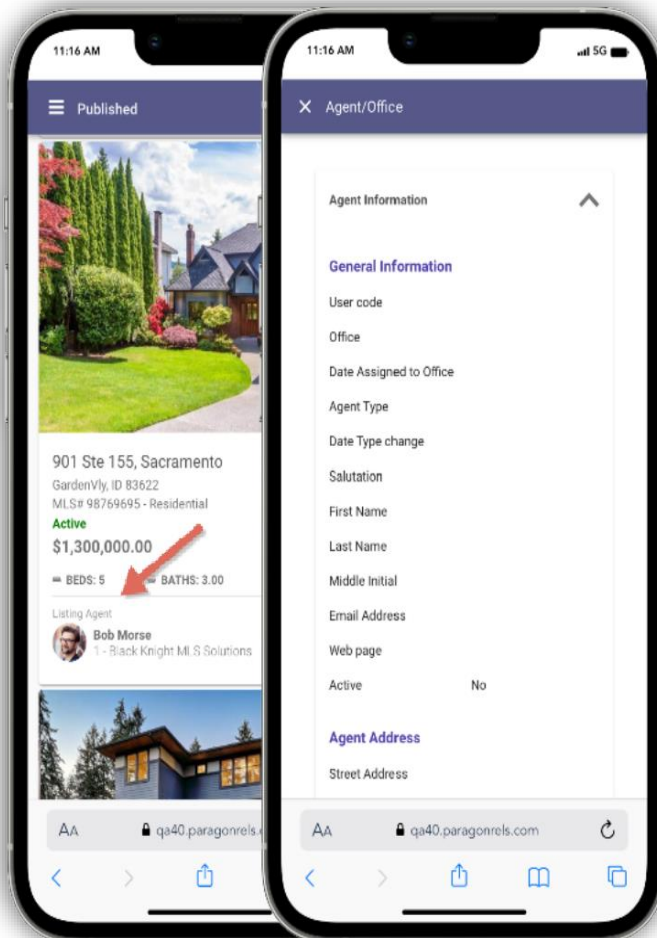 11:16 AM
Published
901 Ste 155, Sacramento
GardenVly, ID 83622
MLS# 98769695 - Residential
Active
$1,300,000.00
BEDS: 5 BATHS: 3.00
Listing Agent
Bob Morse
1 - Black Knight MLS Solutions
AA qa40.paragonrels.
11:16 AM 5G
Agent/Office
Agent Information
General Information
User code
Office
Date Assigned to Office
Agent Type
Date Type change
Salutation
First Name
Last Name
Middle Initial
Email Address
Web page
Active No
Agent Address
Street Address
AA qa40.paragonrels.com